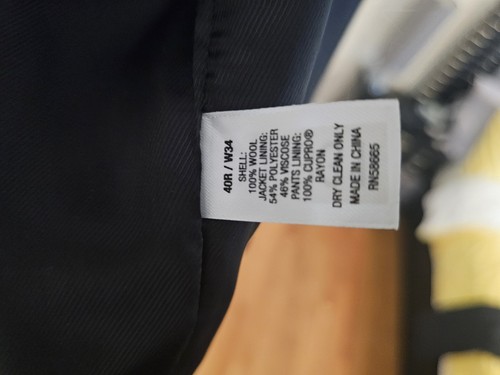 40R / W34
SHELL:
100% WOOL
JACKET LINING:
54% POLYESTER
46% VISCOSE
PANTS LINING:
100% CUPRO®
RAYON
DRY CLEAN ONLY
MADE IN CHINA
RN58665